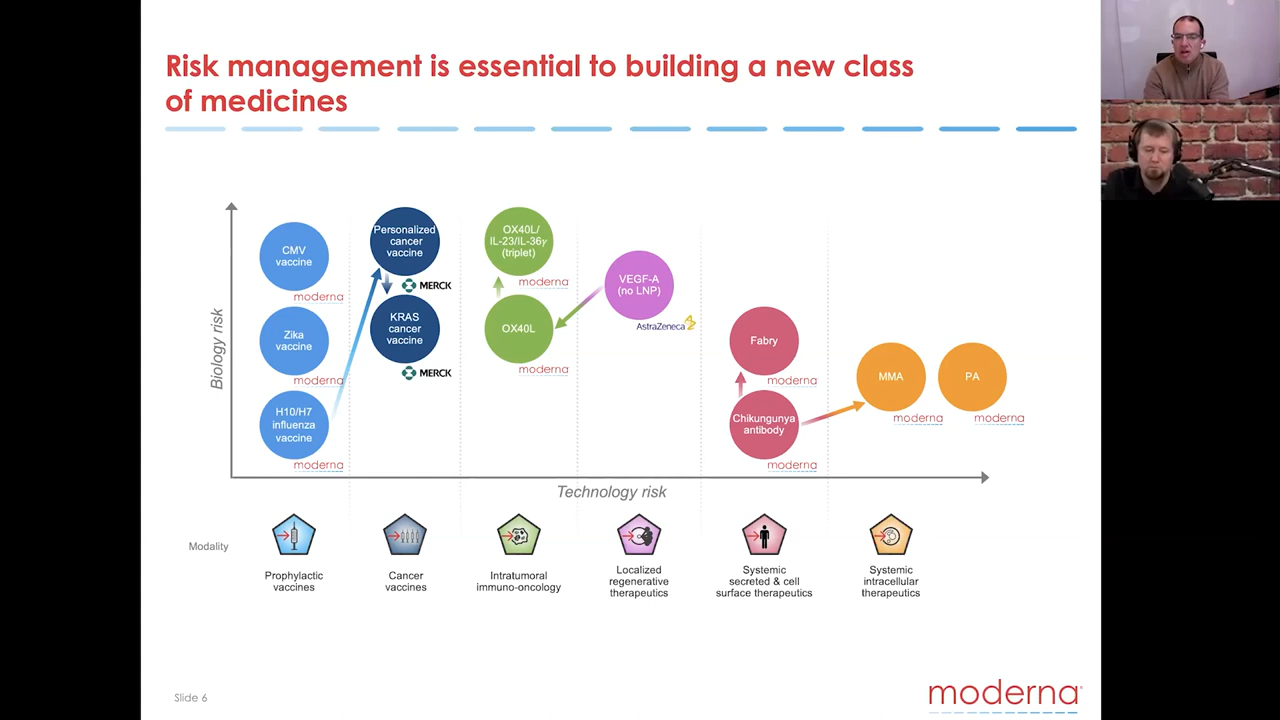 Risk management is essential to building a new class
of medicines
Biology risk
CMV
vaccine
moderna
Zika
vaccine
moderna
H10/H7
influenza
vaccine
moderna
Personalized
cancer
vaccine
MERCK
KRAS
cancer
vaccine
MERCK
OX40L/
IL-23/IL-36γ
(triplet)
moderna
OX40L
moderna
VEGF-A
(no LNP)
AstraZeneca
Fabry
moderna
Chikungunya
antibody
moderna
MMA
moderna
PA
moderna
Technology risk
Modality
Prophylactic
vaccines
Cancer
vaccines
Intratumoral
immuno-oncology
Localized
regenerative
therapeutics
Systemic
secreted & cell
surface therapeutics
Systemic
intracellular
therapeutics
Slide 6
moderna